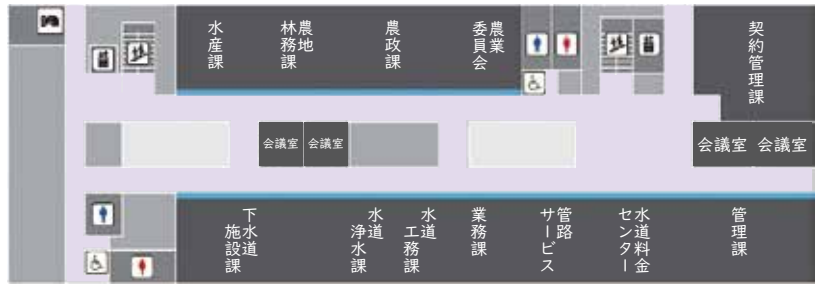 水産課
農地
林務課
農政課
農業
委員会
契約管理課
会議室
会議室
会議室
会議室
下水道
施設課
水道
浄水課
水道
工務課
業務課
管路
サービス
水道料金
センター
管理課